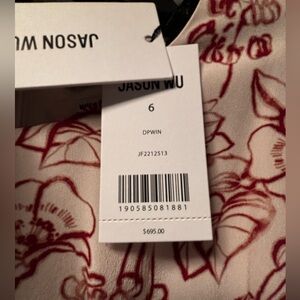 JASON WU
JASON WU
6
DPWIN
JF2212513
190585081881
$695.00